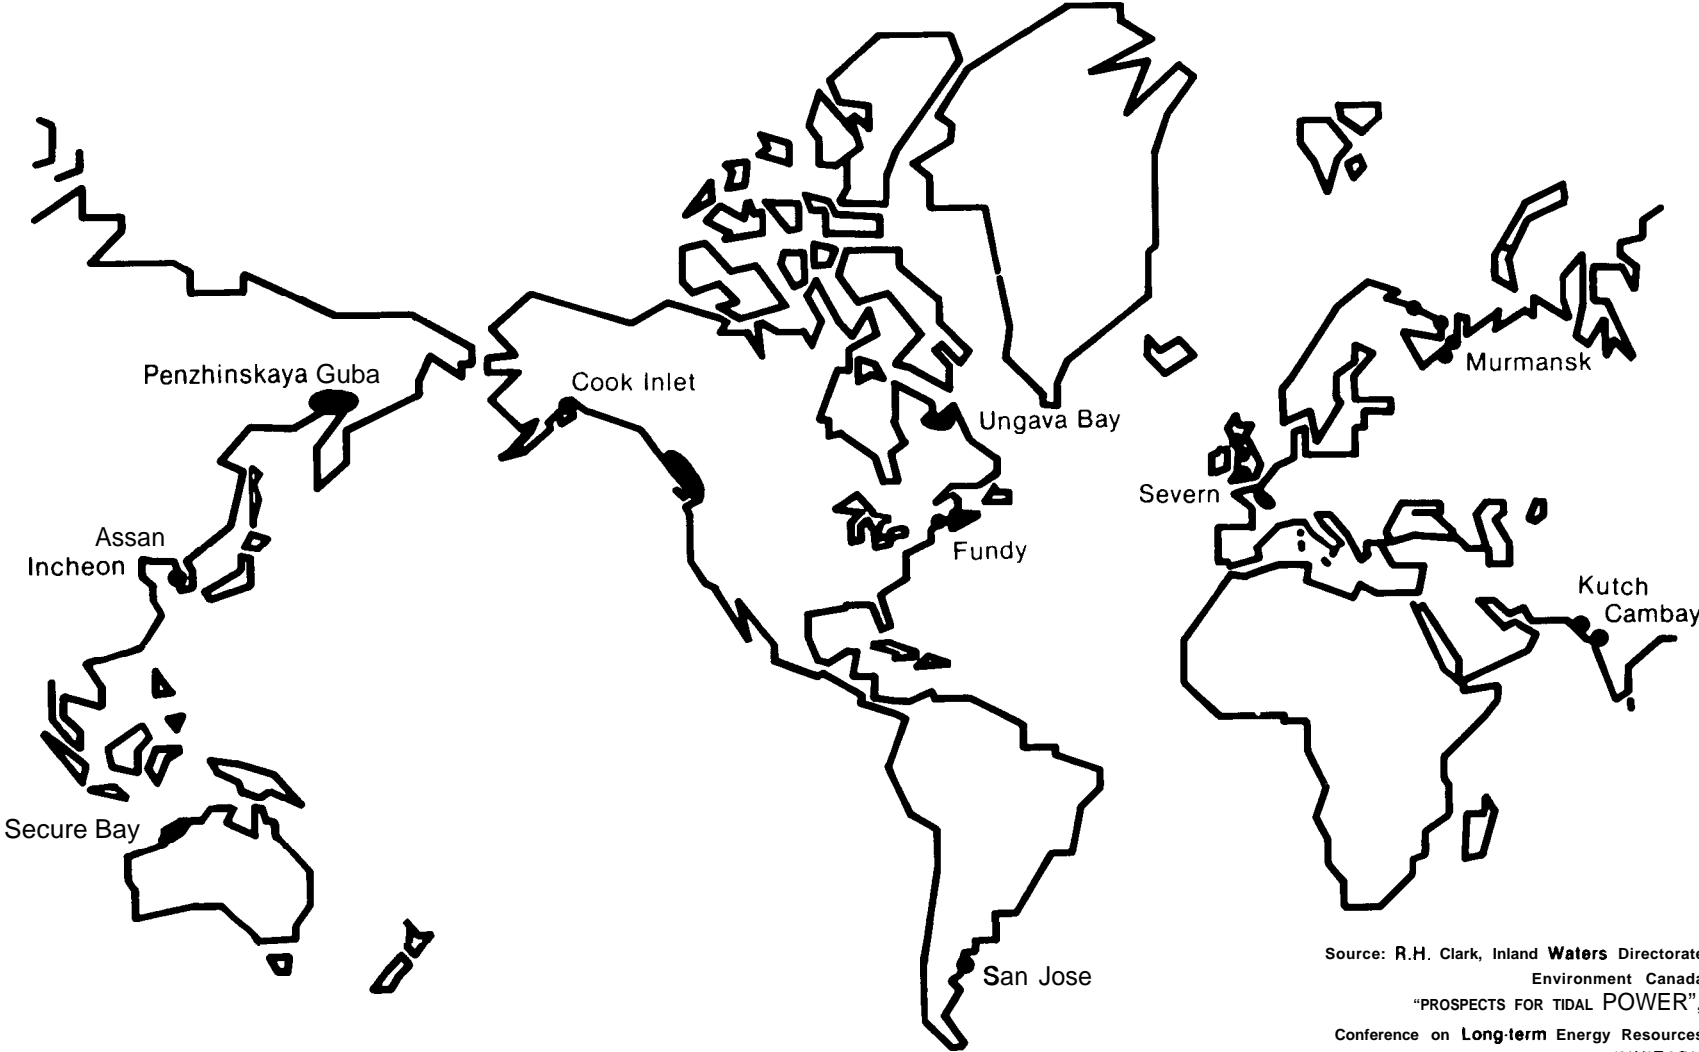 Penzhinskaya Guba
Cook Inlet
Ungava Bay
Murmansk
Severn
Assan
Incheon
Fundy
Kutch
Cambay
Secure Bay
San Jose
Source: R.H. Clark, Inland Waters Directorate
Environment Canada
“PROSPECTS FOR TIDAL POWER”,
Conference on Long-term Energy Resources